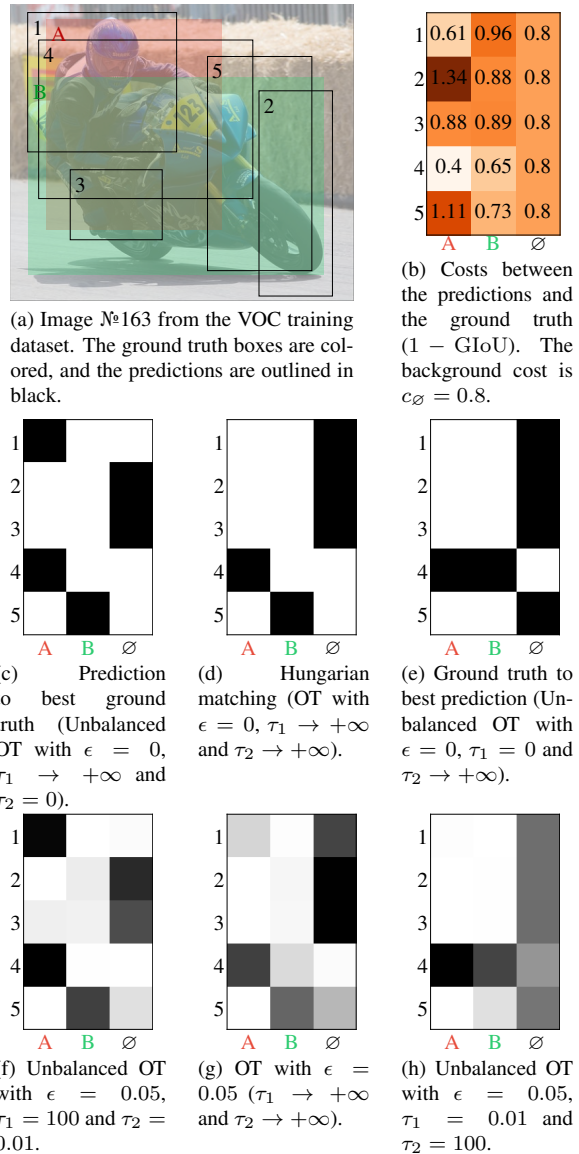 1
A
4
5
B
2
3
123
(a) Image №163 from the VOC training
dataset. The ground truth boxes are col-
ored, and the predictions are outlined in
black.
1 0.61 0.96 0.8
2 1.34 0.88 0.8
3 0.88 0.89 0.8
4 0.4 0.65 0.8
5 1.11 0.73 0.8
A B ∅
(b) Costs between
the predictions and
the ground truth
(1 − GIoU). The
background cost is
c∅ = 0.8.
1
2
3
4
5
A B ∅
(c) Prediction
to best ground
truth (Unbalanced
OT with ϵ = 0,
τ1 → +∞ and
τ2 = 0).
1
2
3
4
5
A B ∅
(d) Hungarian
matching (OT with
ϵ = 0, τ1 → +∞
and τ2 → +∞).
1
2
3
4
5
A B ∅
(e) Ground truth to
best prediction (Un-
balanced OT with
ϵ = 0, τ1 = 0 and
τ2 → +∞).
1
2
3
4
5
A B ∅
(f) Unbalanced OT
with ϵ = 0.05,
τ1 = 100 and τ2 =
0.01.
1
2
3
4
5
A B ∅
(g) OT with ϵ =
0.05 (τ1 → +∞
and τ2 → +∞).
1
2
3
4
5
A B ∅
(h) Unbalanced OT
with ϵ = 0.05,
τ1 = 0.01 and
τ2 = 100.